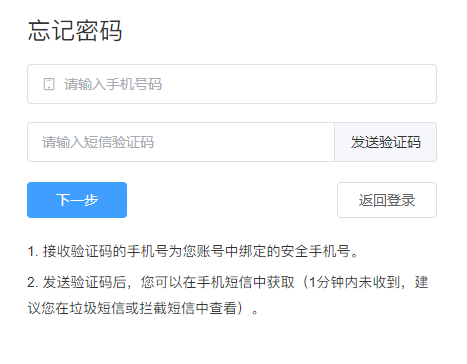 忘记密码
请输入手机号码
请输入短信验证码 发送验证码
下一步 返回登录
1. 接收验证码的手机号为您账号中绑定的安全手机号。
2. 发送验证码后，您可以在手机短信中获取（1分钟内未收到，建
议您在垃圾短信或拦截短信中查看）。